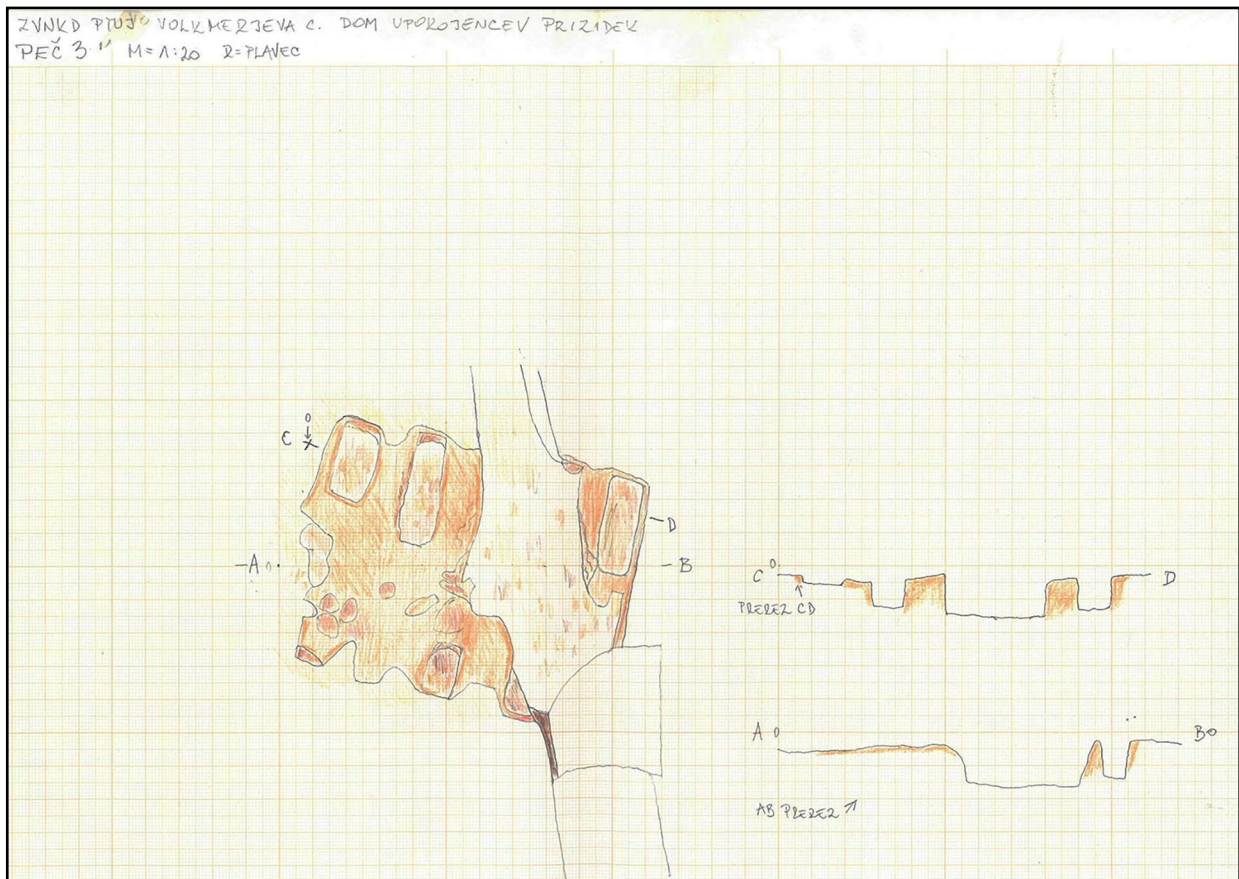 ZVNKD PTUJ VOLKMERJEVA C. DOM UPOKOJENCEV PRIZIDEK
PEČ 3 M=1:20 R=PLAVEC
C
D
A
B
C D
PREREZ CD
A B
AB PREREZ